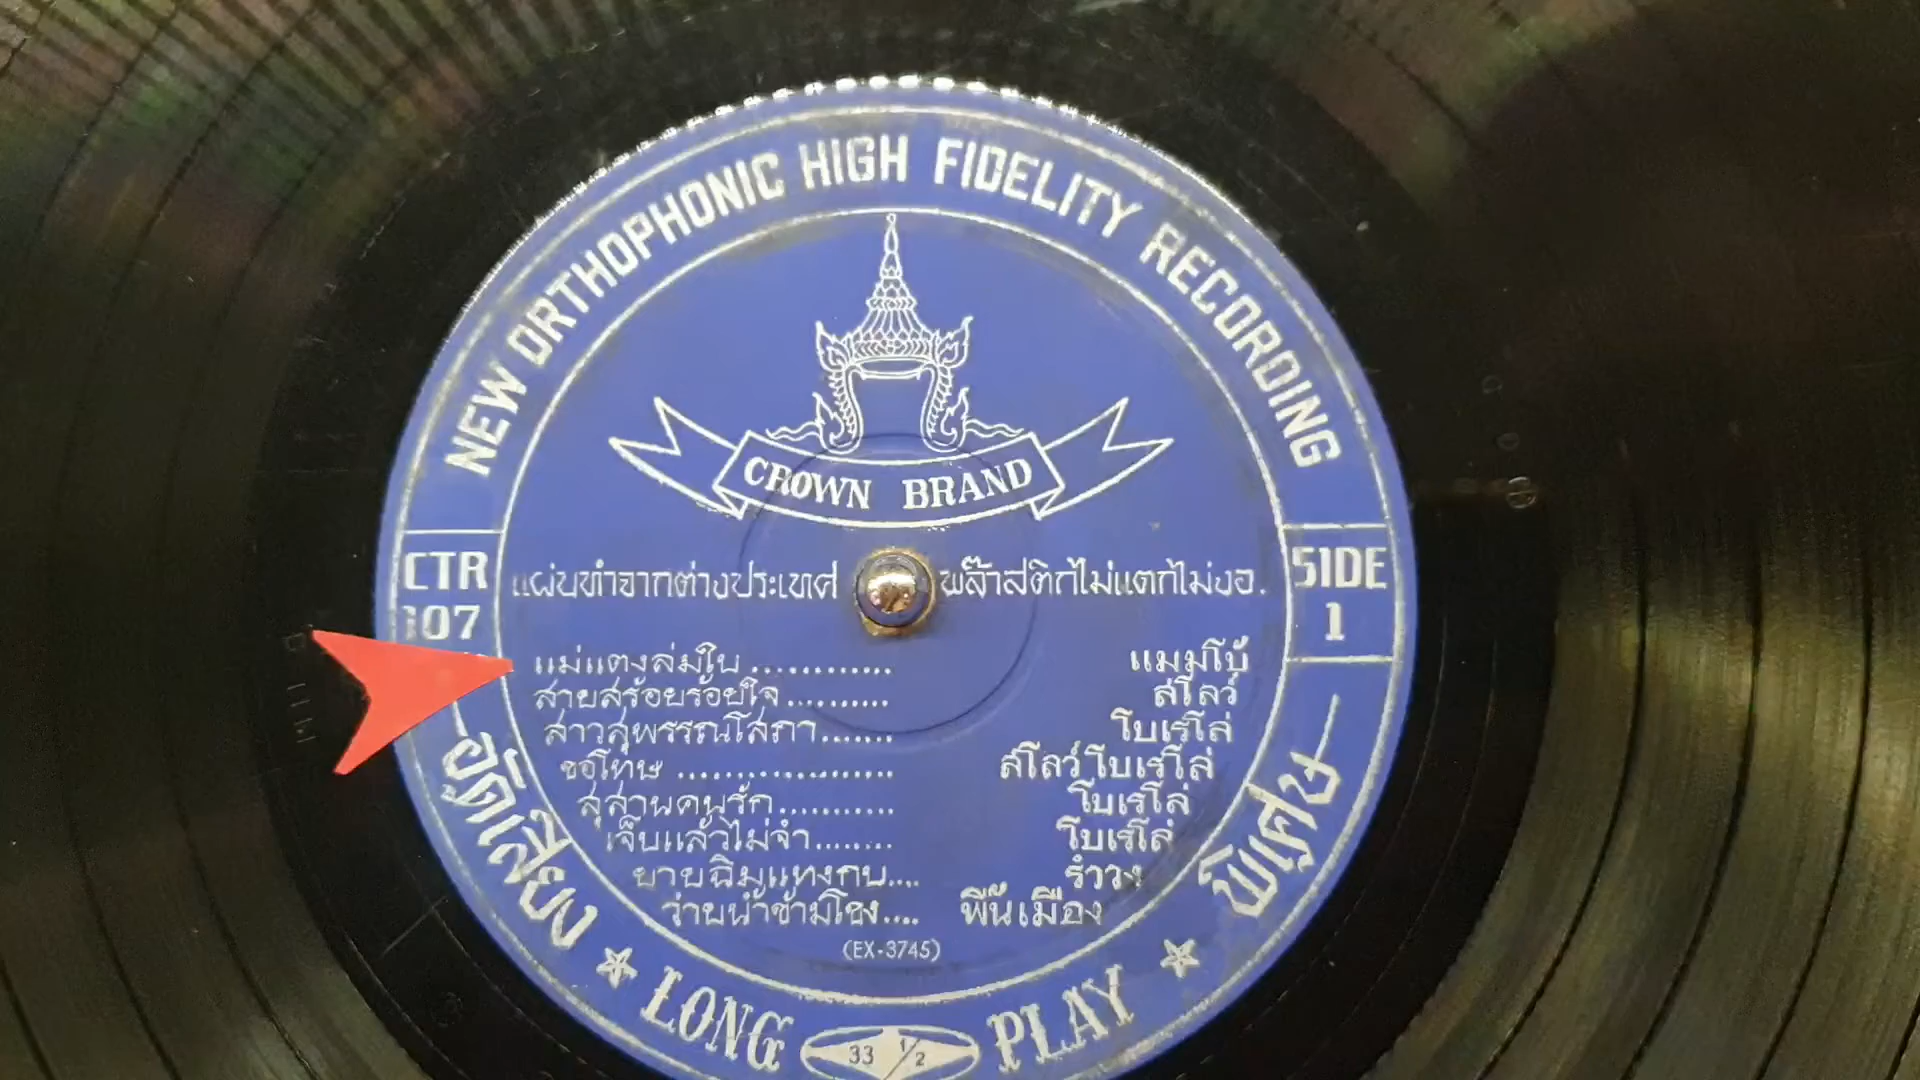 NEW ORTHOPHONIC HIGH FIDELITY RECORDING
CROWN BRAND
CTR
107
SIDE
1
แผ่นทำจากต่างประเทศ พล๊าสติกไม่แตกไม่งอ.
แม่แตงล่มใบ ............ แมมโบ้
สายสร้อยร้อยใจ .......... สโลว์
สาวสุพรรณโสภา ....... โบเรโล่
ขอโทษ .................. สโลว์โบเรโล่
สุสานคนรัก ........... โบเรโล่
เจ็บแล้วไม่จำ ........ โบเรโล่
ยายฉิมแทงกบ .... รำวง
ว่ายน้ำข้ามโขง .... พื้นเมือง
(EX-3745)
อัดเสียง ☆ LONG 33 1/2 PLAY ☆ พิเศษ